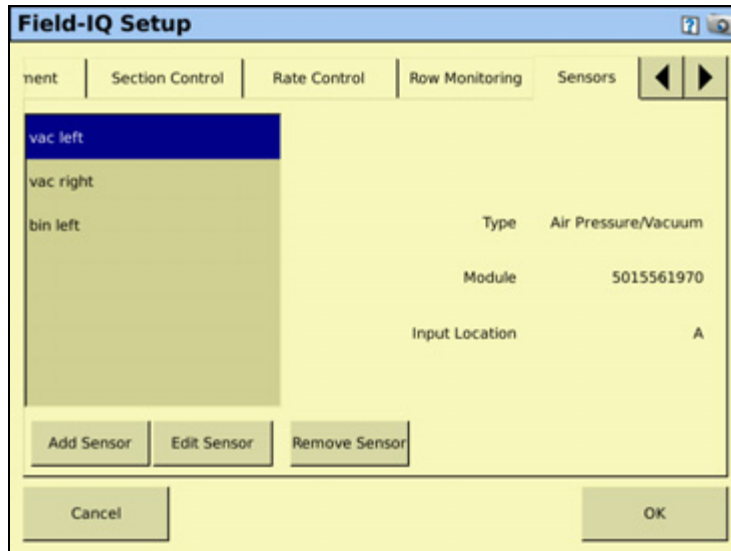 Field-IQ Setup
ment
Section Control
Rate Control
Row Monitoring
Sensors
vac left
vac right
bin left
Type Air Pressure/Vacuum
Module 5015561970
Input Location A
Add Sensor
Edit Sensor
Remove Sensor
Cancel
OK